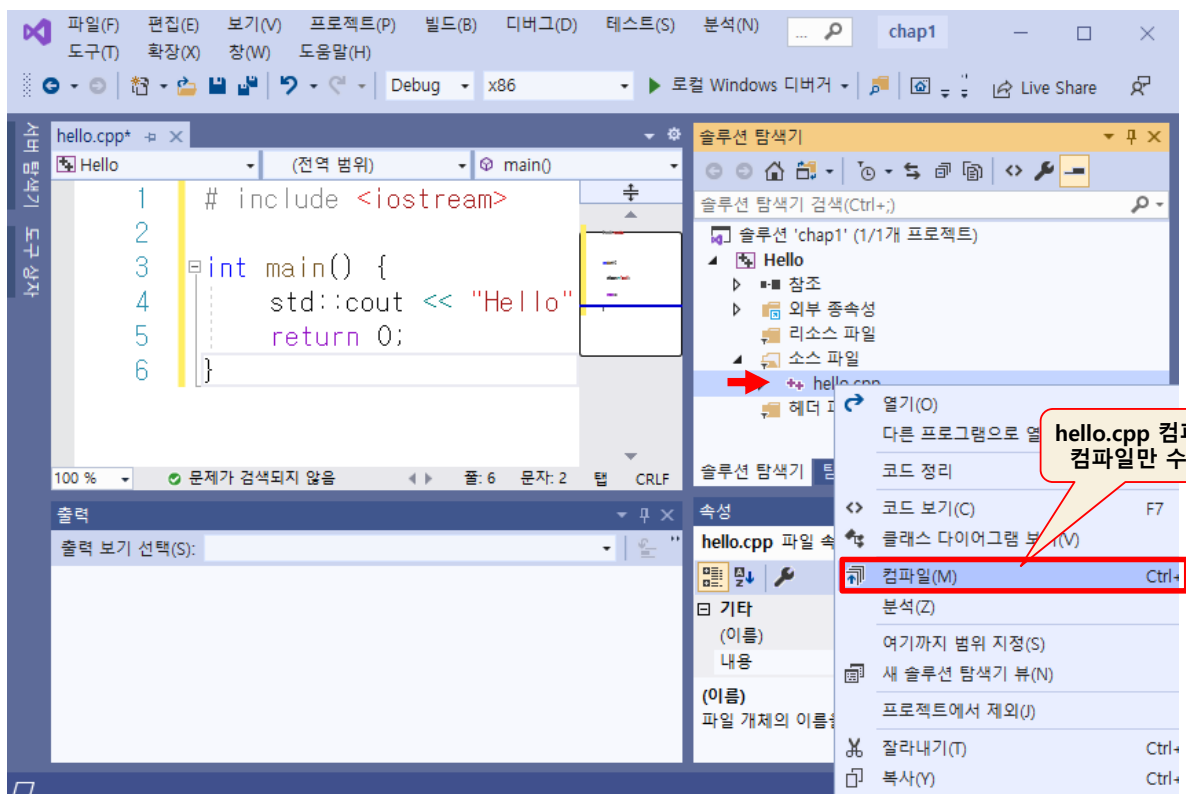 파일(F) 편집(E) 보기(V) 프로젝트(P) 빌드(B) 디버그(D) 테스트(S) 분석(N) ... chap1
도구(T) 확장(X) 창(W) 도움말(H)
Debug x86 로컬 Windows 디버거 Live Share
서버 탐색기
도구 상자
hello.cpp*
Hello (전역 범위) main()
1 # include <iostream>
2
3 int main() {
4 std::cout << "Hello"
5 return 0;
6 }
100 % 문제가 검색되지 않음 줄: 6 문자: 2 탭 CRLF
출력
출력 보기 선택(S):
솔루션 탐색기
솔루션 탐색기 검색(Ctrl+;)
솔루션 'chap1' (1/1개 프로젝트)
Hello
참조
외부 종속성
리소스 파일
소스 파일
hello.cpp
헤더
솔루션 탐색기
속성
hello.cpp 파일
기타
(이름)
내용
(이름)
파일 개체의 이름
열기(O)
다른 프로그램으로
코드 정리
코드 보기(C) F7
클래스 다이어그램 (V)
컴파일(M) Ctrl+
분석(Z)
여기까지 범위 지정(S)
새 솔루션 탐색기 뷰(N)
프로젝트에서 제외(J)
잘라내기(T) Ctrl+
복사(Y) Ctrl+
hello.cpp
컴파일만